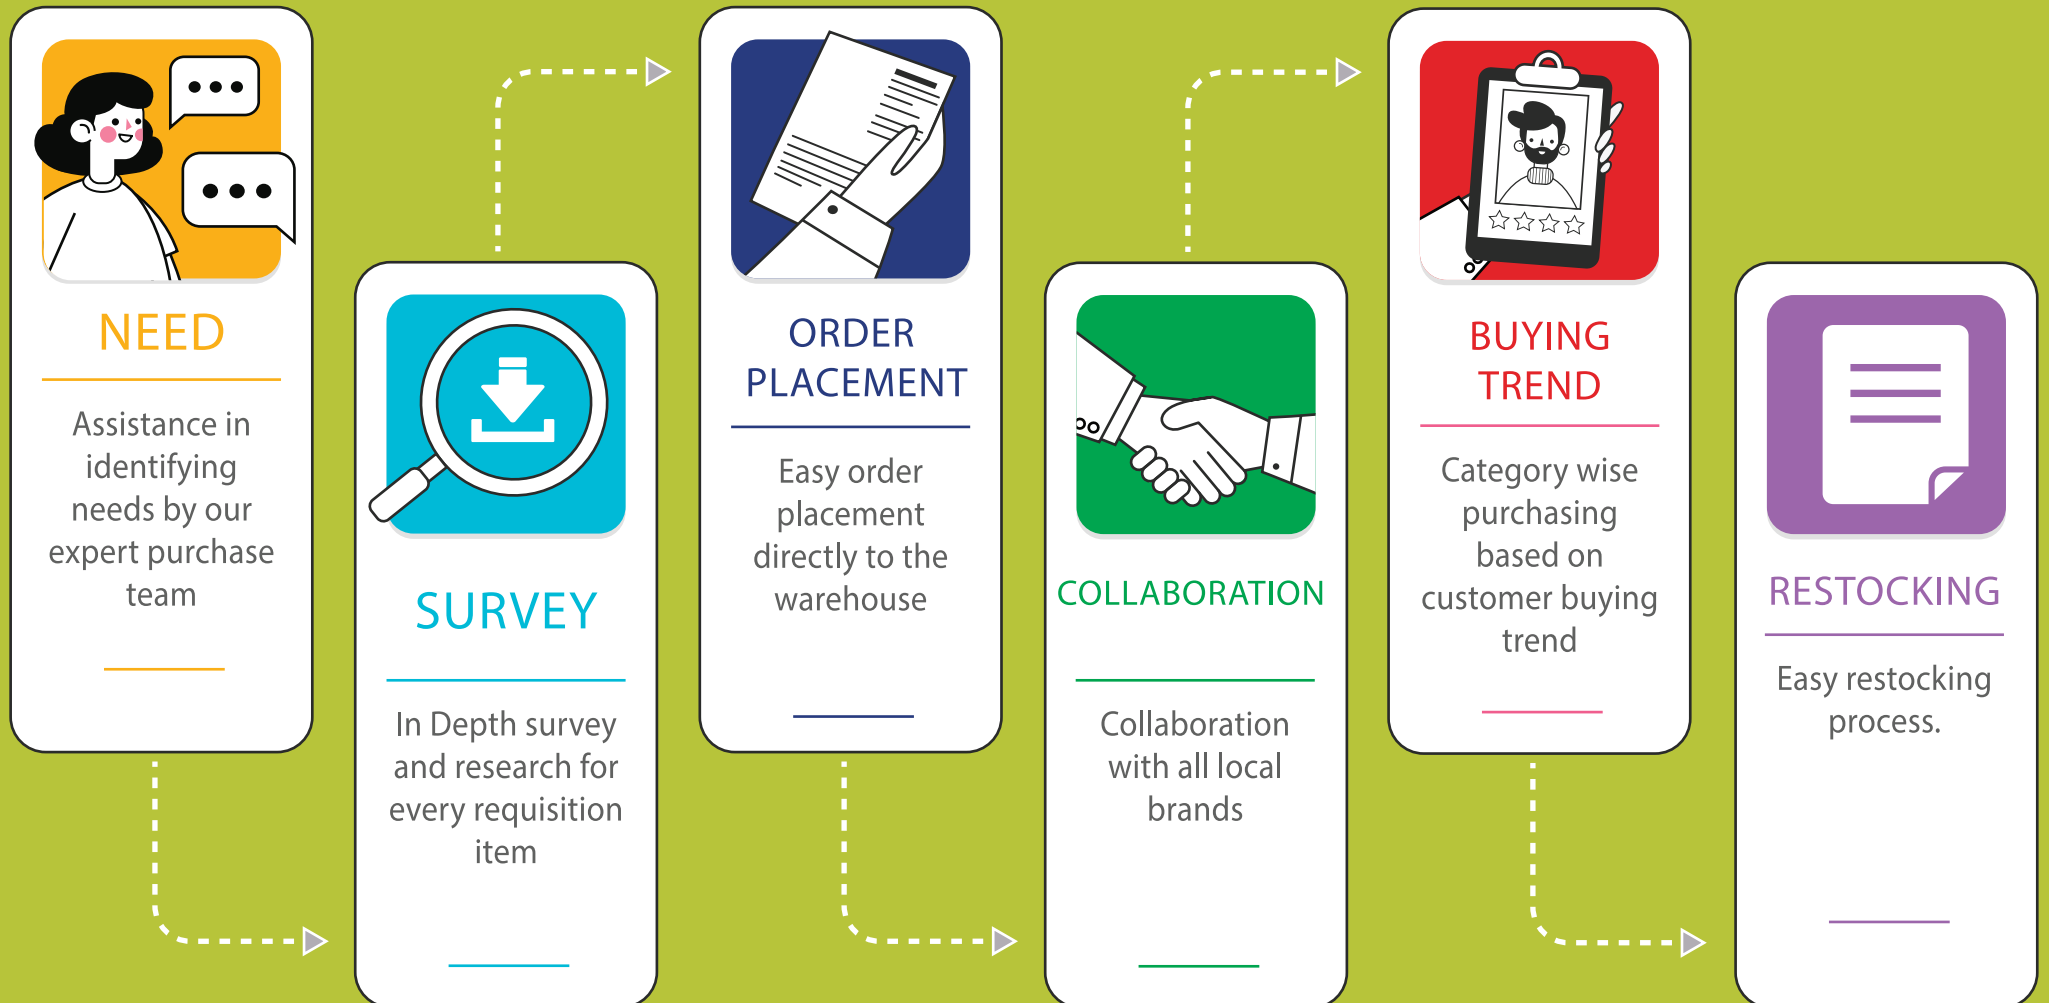 NEED
Assistance in
identifying
needs by our
expert purchase
team
SURVEY
In Depth survey
and research for
every requisition
item
ORDER
PLACEMENT
Easy order
placement
directly to the
warehouse
COLLABORATION
Collaboration
with all local
brands
BUYING
TREND
Category wise
purchasing
based on
customer buying
trend
RESTOCKING
Easy restocking
process.